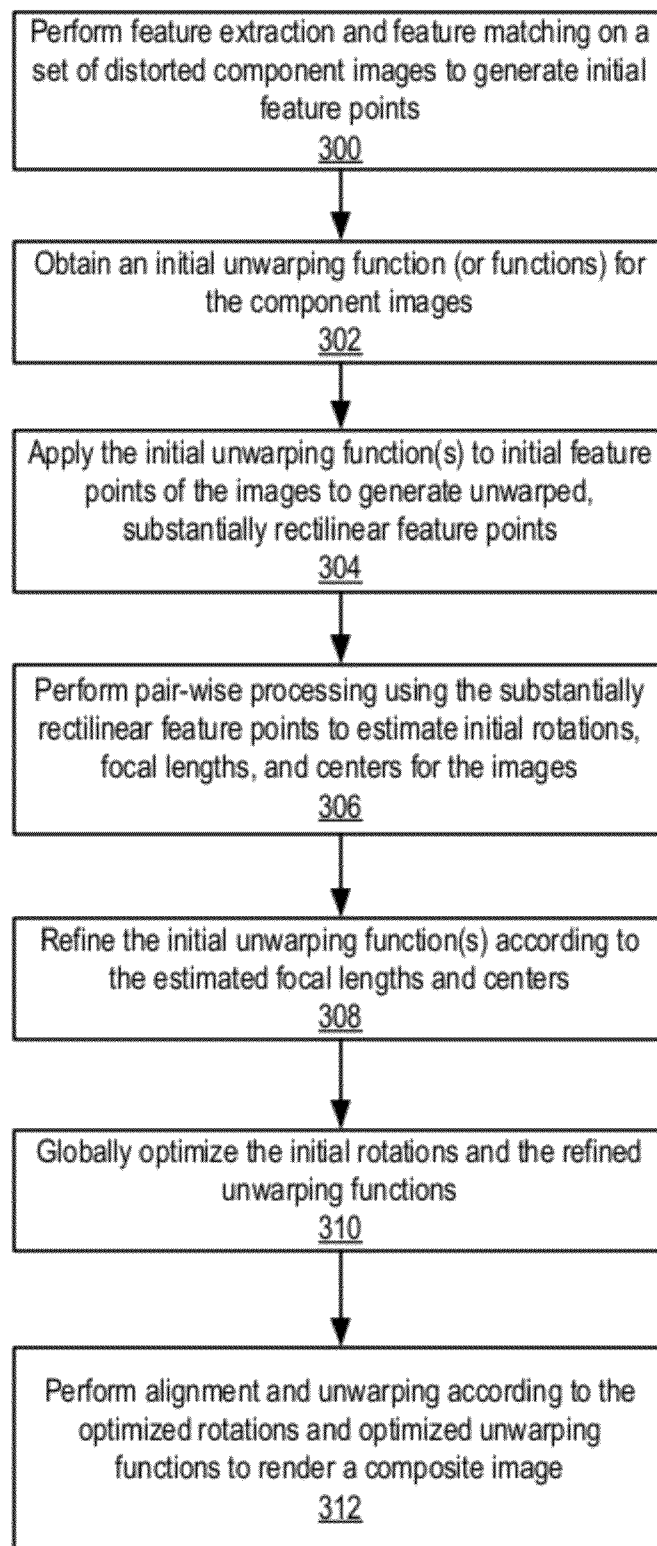 Perform feature extraction and feature matching on a
set of distorted component images to generate initial
feature points
300
Obtain an initial unwarping function (or functions) for
the component images
302
Apply the initial unwarping function(s) to initial feature
points of the images to generate unwarped,
substantially rectilinear feature points
304
Perform pair-wise processing using the substantially
rectilinear feature points to estimate initial rotations,
focal lengths, and centers for the images
306
Refine the initial unwarping function(s) according to
the estimated focal lengths and centers
308
Globally optimize the initial rotations and the refined
unwarping functions
310
Perform alignment and unwarping according to the
optimized rotations and optimized unwarping
functions to render a composite image
312